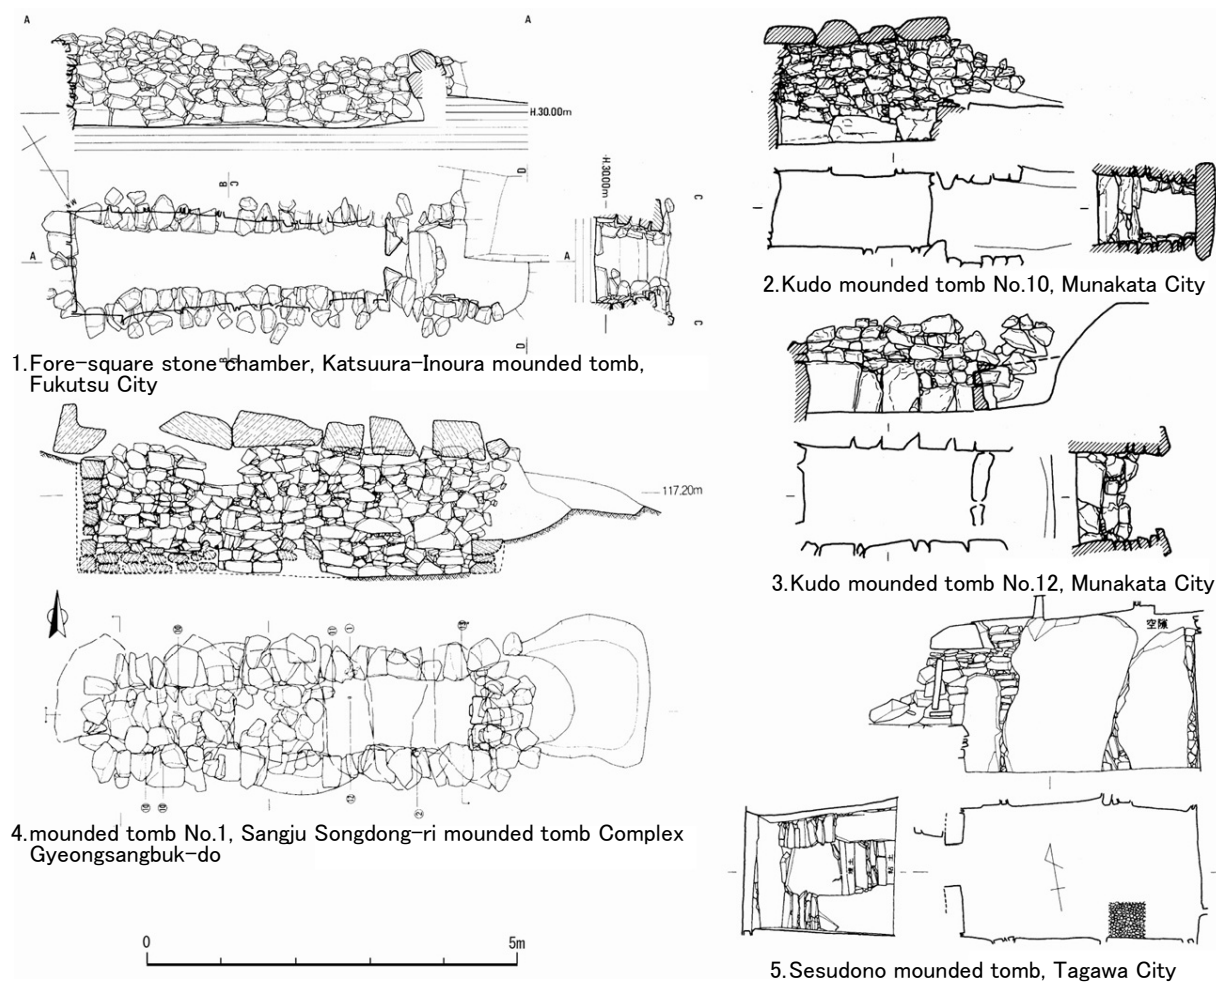 A
A
H.30.00m
B
C
D
H.30.00m
C
A
A
C
B
D
1.Fore-square stone chamber, Katsuura-Inoura mounded tomb,
Fukutsu City
2.Kudo mounded tomb No.10, Munakata City
3.Kudo mounded tomb No.12, Munakata City
117.20m
4.mounded tomb No.1, Sangju Songdong-ri mounded tomb Complex
Gyeongsangbuk-do
空隙
5.Sesudono mounded tomb, Tagawa City
0
5m